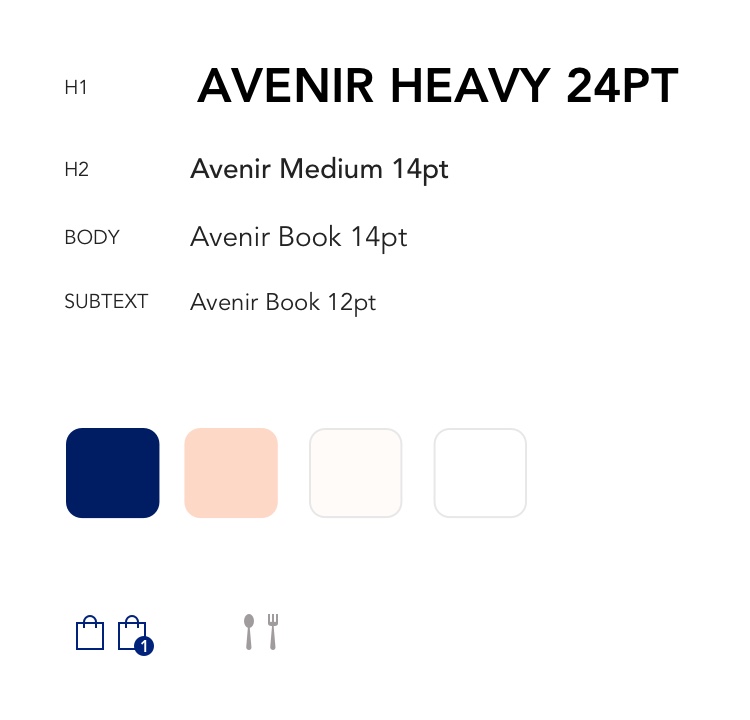 H1 AVENIR HEAVY 24PT
H2 Avenir Medium 14pt
BODY Avenir Book 14pt
SUBTEXT Avenir Book 12pt
1